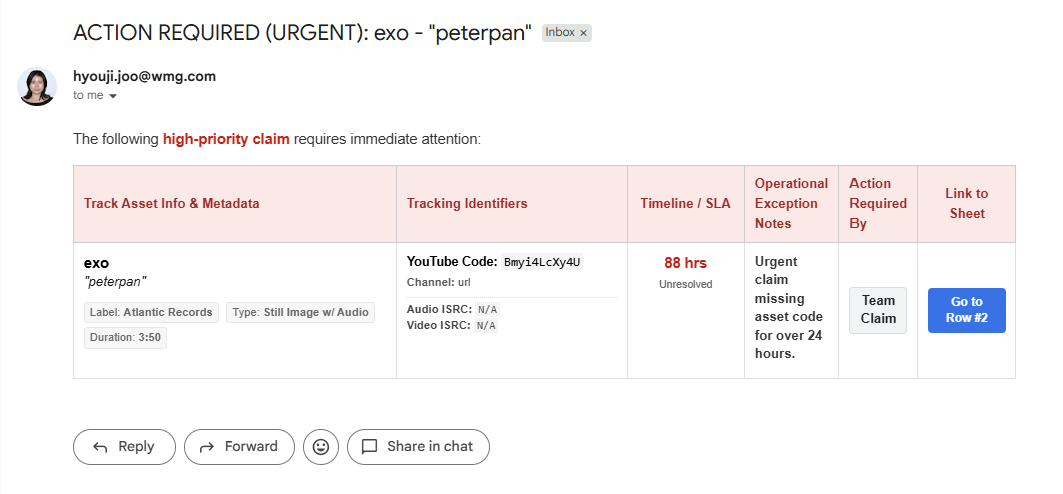 ACTION REQUIRED (URGENT): exo - "peterpan" Inbox ×
hyouji.joo@wmg.com
to me
The following high-priority claim requires immediate attention:
Track Asset Info & Metadata
Tracking Identifiers
Timeline / SLA
Operational
Exception
Notes
Action
Required
By
Link to
Sheet
exo
"peterpan"
Label: Atlantic Records
Type: Still Image w/ Audio
Duration: 3:50
YouTube Code: Bmyi4LcXy4U
Channel: url
Audio ISRC: N/A
Video ISRC: N/A
88 hrs
Unresolved
Urgent
claim
missing
asset code
for over 24
hours.
Team
Claim
Go to
Row #2
Reply
Forward
Share in chat